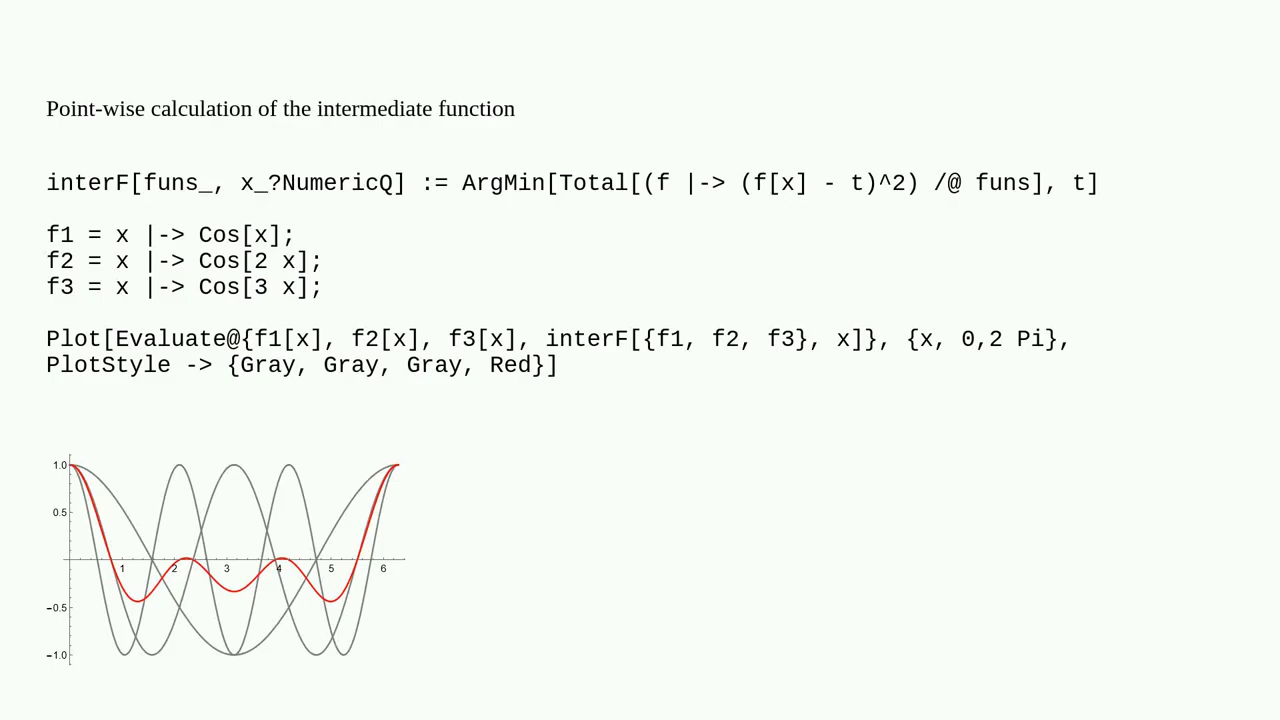 Point-wise calculation of the intermediate function
interF[funs_, x_?NumericQ] := ArgMin[Total[(f |-> (f[x] - t)^2) /@ funs], t]
f1 = x |-> Cos[x];
f2 = x |-> Cos[2 x];
f3 = x |-> Cos[3 x];
Plot[Evaluate@{f1[x], f2[x], f3[x], interF[{f1, f2, f3}, x]}, {x, 0,2 Pi},
PlotStyle -> {Gray, Gray, Gray, Red}]
1.0
0.5
1 2 3 4 5 6
-0.5
-1.0